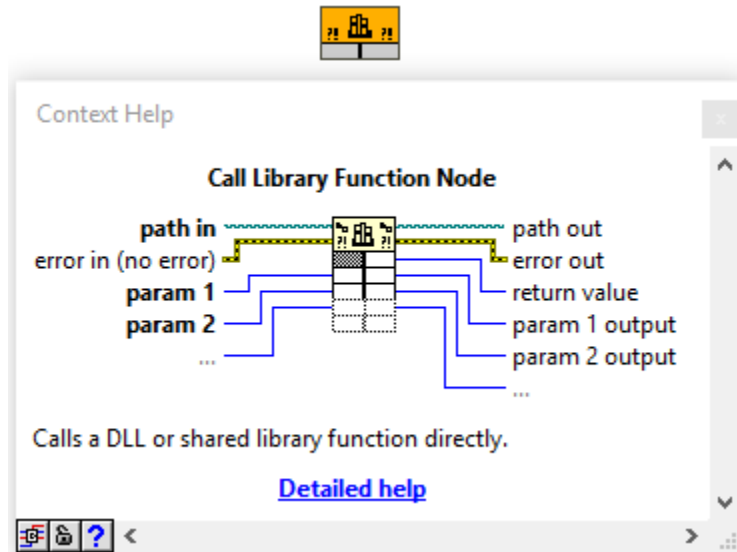 Context Help
Call Library Function Node
path in path out
error in (no error) error out
param 1 return value
param 2 param 1 output
... param 2 output
...
Calls a DLL or shared library function directly.
Detailed help